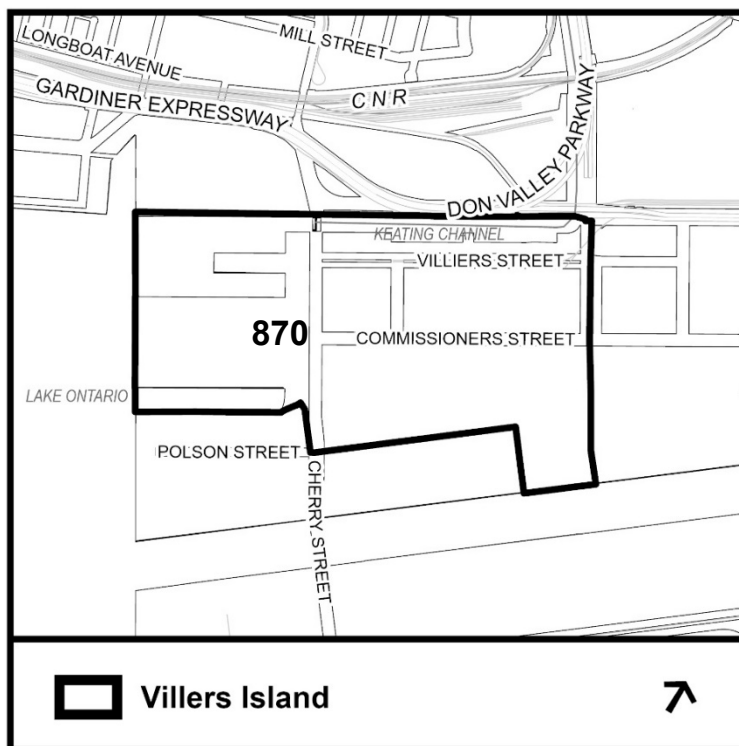 MILL STREET
LONGBOAT AVENUE
CNR
GARDINER EXPRESSWAY
DON VALLEY PARKWAY
KEATING CHANNEL
VILLIERS STREET
870
COMMISSIONERS STREET
LAKE ONTARIO
POLSON STREET
CHERRY STREET
Villers Island